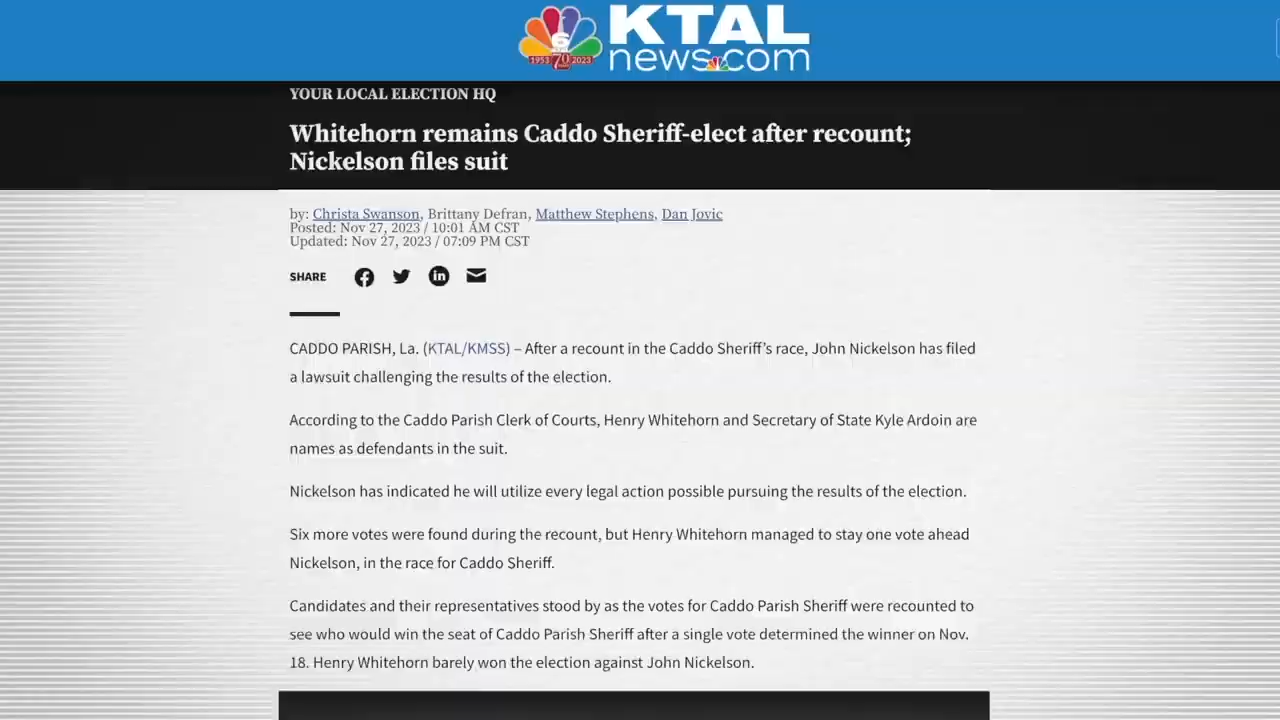 KTAL
6
1953 70 2023
news.com
YOUR LOCAL ELECTION HQ
Whitehorn remains Caddo Sheriff-elect after recount;
Nickelson files suit
by: Christa Swanson, Brittany Defran, Matthew Stephens, Dan Jovic
Posted: Nov 27, 2023 / 10:01 AM CST
Updated: Nov 27, 2023 / 07:09 PM CST
SHARE
CADDO PARISH, La. (KTAL/KMSS) – After a recount in the Caddo Sheriff's race, John Nickelson has filed
a lawsuit challenging the results of the election.
According to the Caddo Parish Clerk of Courts, Henry Whitehorn and Secretary of State Kyle Ardoin are
names as defendants in the suit.
Nickelson has indicated he will utilize every legal action possible pursuing the results of the election.
Six more votes were found during the recount, but Henry Whitehorn managed to stay one vote ahead
Nickelson, in the race for Caddo Sheriff.
Candidates and their representatives stood by as the votes for Caddo Parish Sheriff were recounted to
see who would win the seat of Caddo Parish Sheriff after a single vote determined the winner on Nov.
18. Henry Whitehorn barely won the election against John Nickelson.